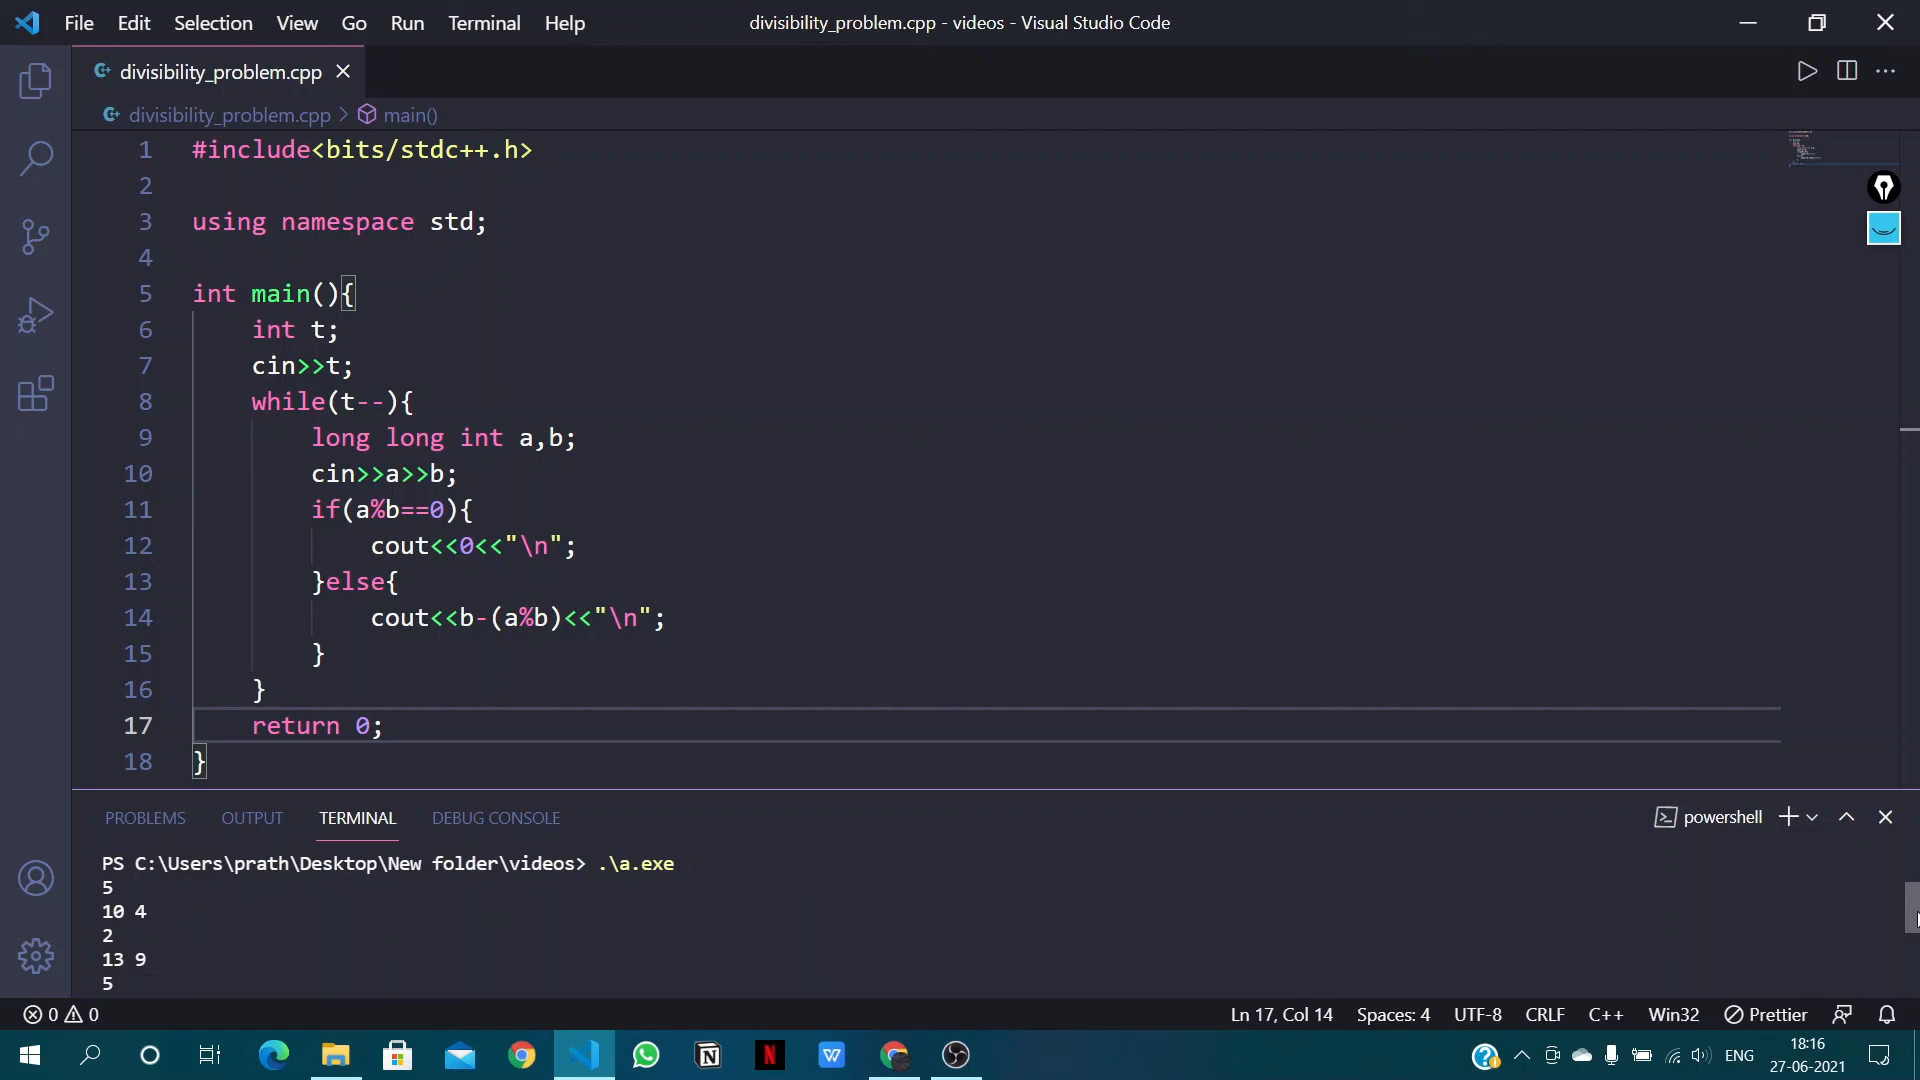 File Edit Selection View Go Run Terminal Help
divisibility_problem.cpp - videos - Visual Studio Code
divisibility_problem.cpp
divisibility_problem.cpp > main()
1 #include<bits/stdc++.h>
2
3 using namespace std;
4
5 int main(){
6     int t;
7     cin>>t;
8     while(t--){
9         long long int a,b;
10         cin>>a>>b;
11         if(a%b==0){
12             cout<<0<<"\n";
13         }else{
14             cout<<b-(a%b)<<"\n";
15         }
16     }
17     return 0;
18 }
PROBLEMS OUTPUT TERMINAL DEBUG CONSOLE
powershell
PS C:\Users\prath\Desktop\New folder\videos> .\a.exe
5
10 4
2
13 9
5
0 0
Ln 17, Col 14 Spaces: 4 UTF-8 CRLF C++ Win32 Prettier
ENG
18:16
27-06-2021